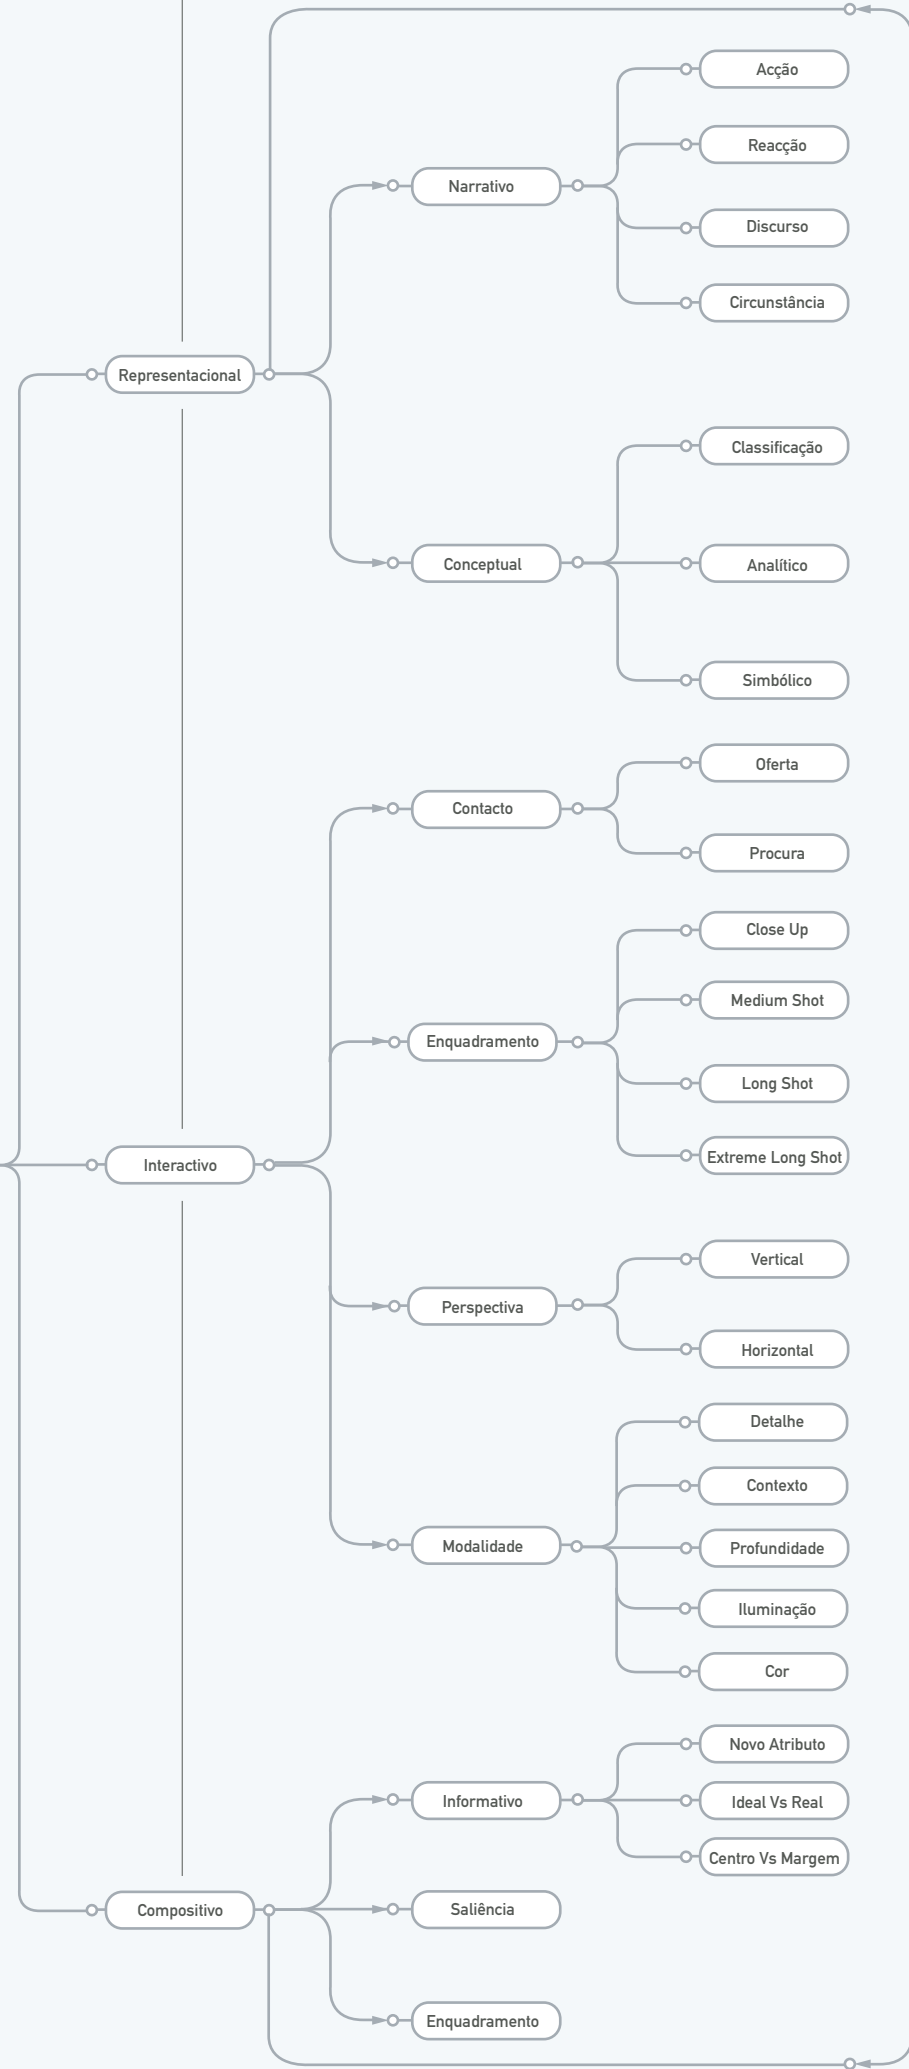 Representacional
Narrativo
Acção
Reacção
Discurso
Circunstância
Conceptual
Classificação
Analítico
Simbólico
Interactivo
Contacto
Oferta
Procura
Enquadramento
Close Up
Medium Shot
Long Shot
Extreme Long Shot
Perspectiva
Vertical
Horizontal
Modalidade
Detalhe
Contexto
Profundidade
Iluminação
Cor
Compositivo
Informativo
Novo Atributo
Ideal Vs Real
Centro Vs Margem
Saliência
Enquadramento